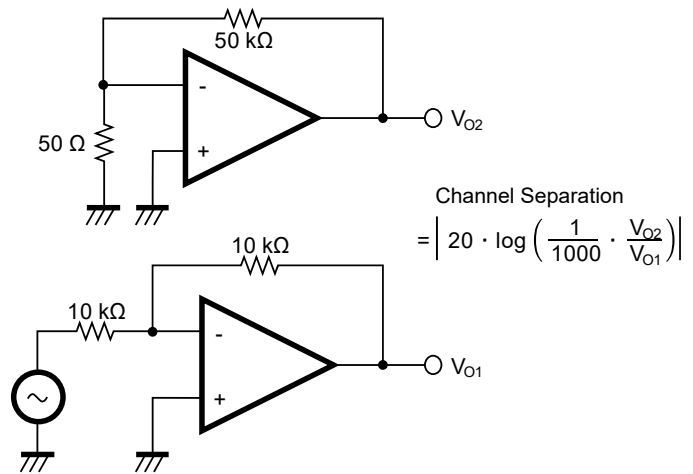 50 kΩ
-
50 Ω
+
V_O2
Channel Separation
= | 20 · log ( 1/1000 · V_O2/V_O1 ) |
10 kΩ
10 kΩ
-
+
V_O1